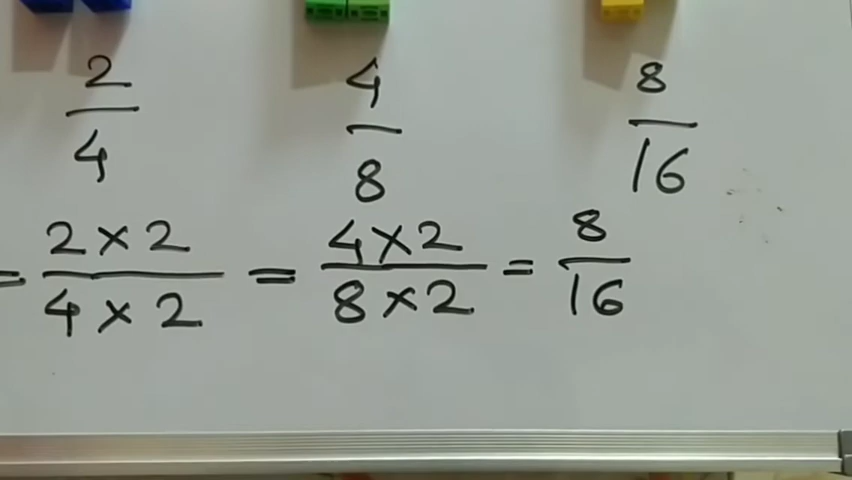 2/4 4/8 8/16
= 2×2/4×2 = 4×2/8×2 = 8/16